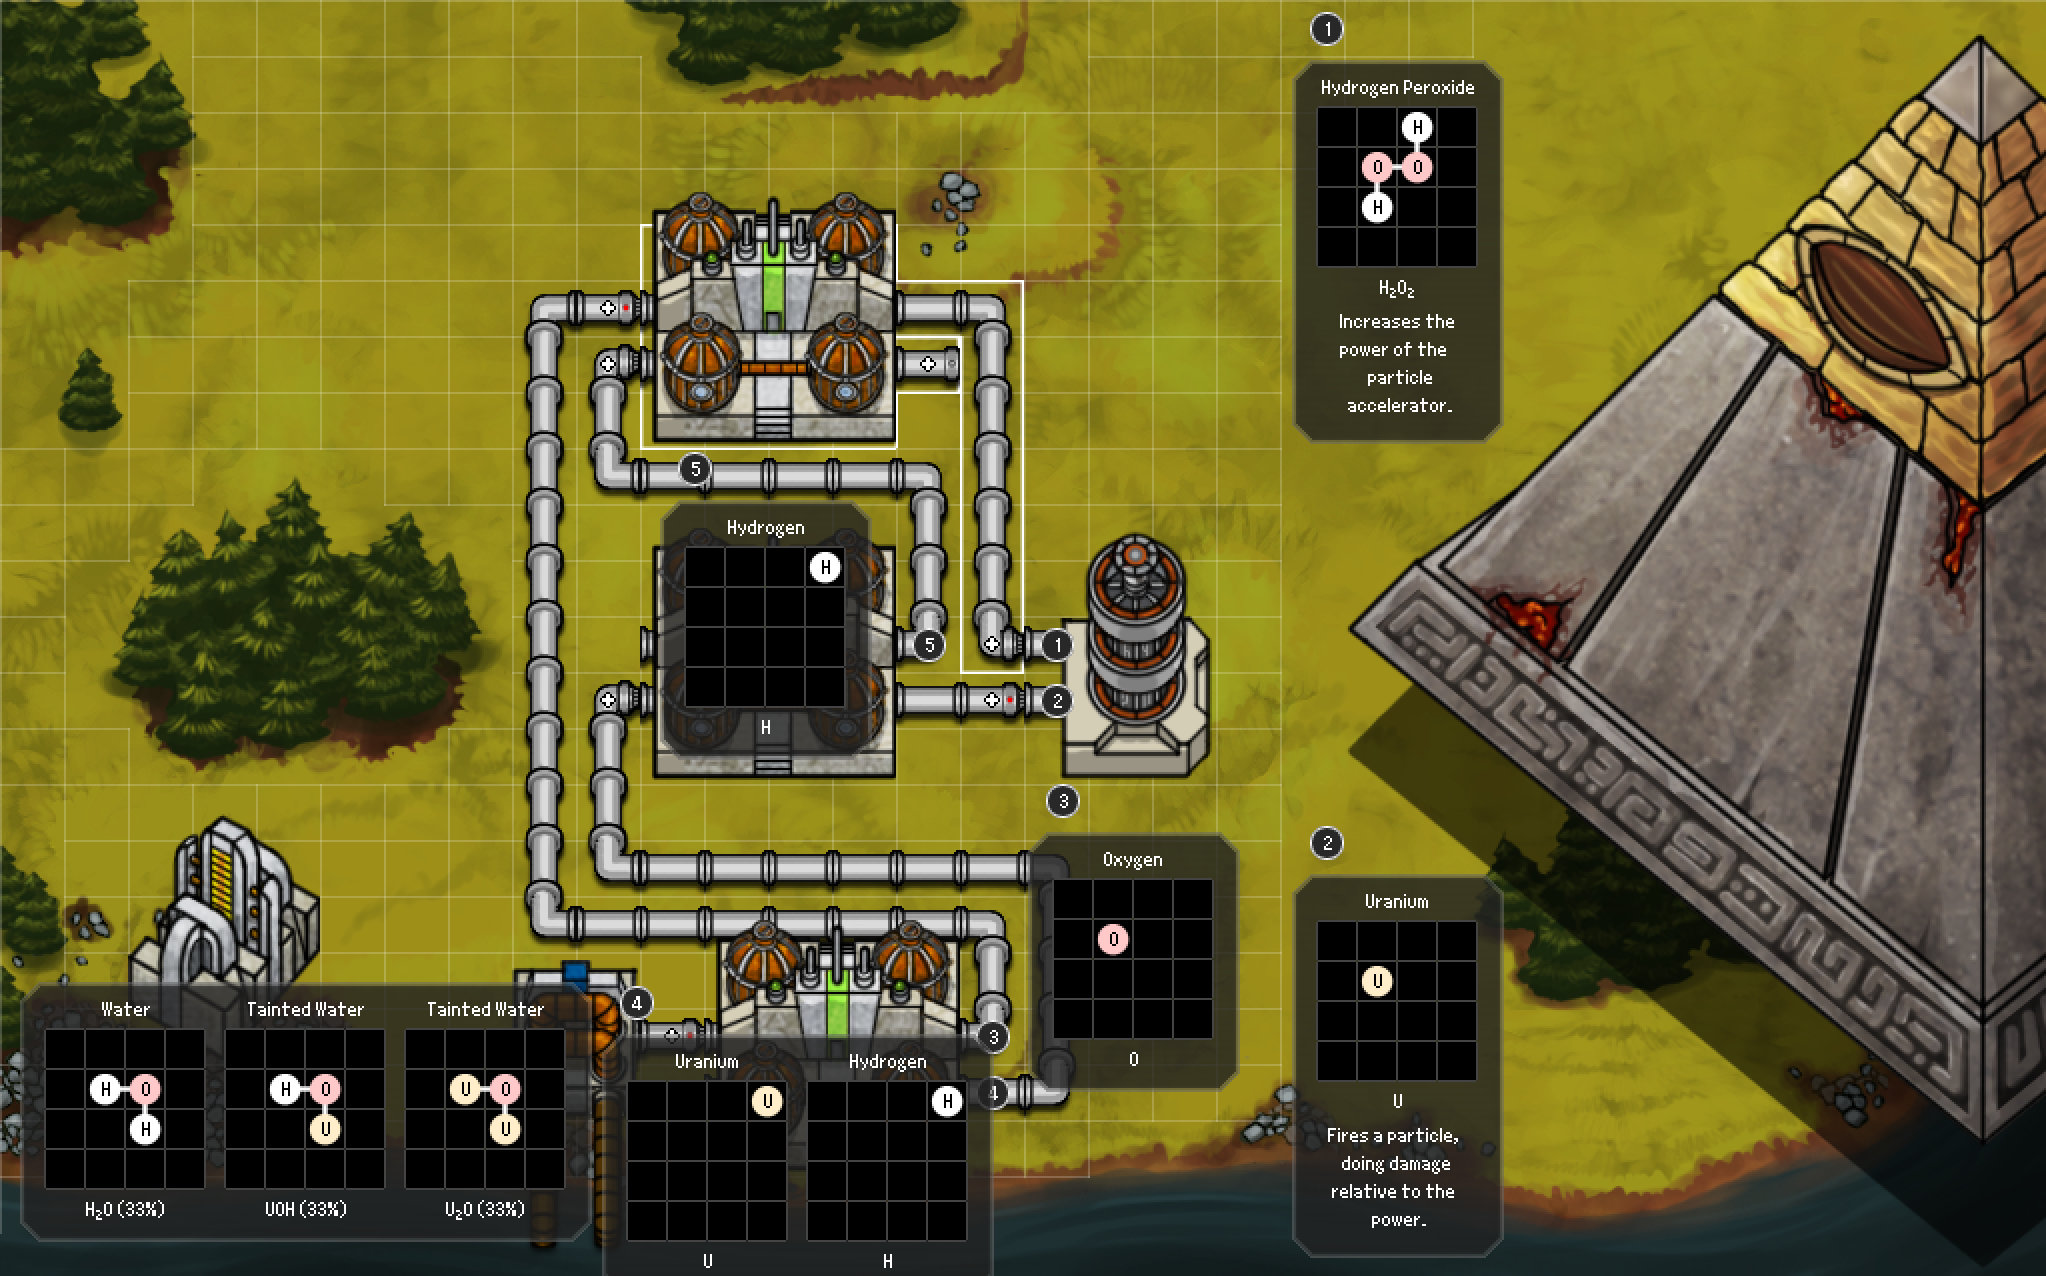 1
Hydrogen Peroxide
H
O O
H
H₂O₂
Increases the
power of the
particle
accelerator.
5
Hydrogen
H
H
5
1
2
3
Oxygen
O
O
2
Uranium
U
U
Fires a particle,
doing damage
relative to the
power.
4
3
4
Water
H O
H
H₂O (33%)
Tainted Water
H O
U
UOH (33%)
Tainted Water
U O
U
U₂O (33%)
Uranium
U
U
Hydrogen
H
H